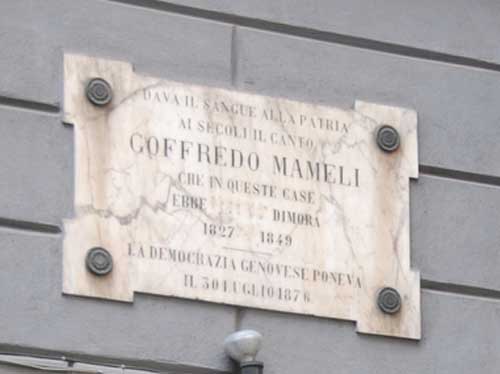 DAVA IL SANGUE ALLA PATRIA
AI SECOLI IL CANTO
GOFFREDO MAMELI
CHE IN QUESTE CASE
EBBE DIMORA
1827 1849
LA DEMOCRAZIA GENOVESE PONEVA
IL 30 LUGLIO 1876